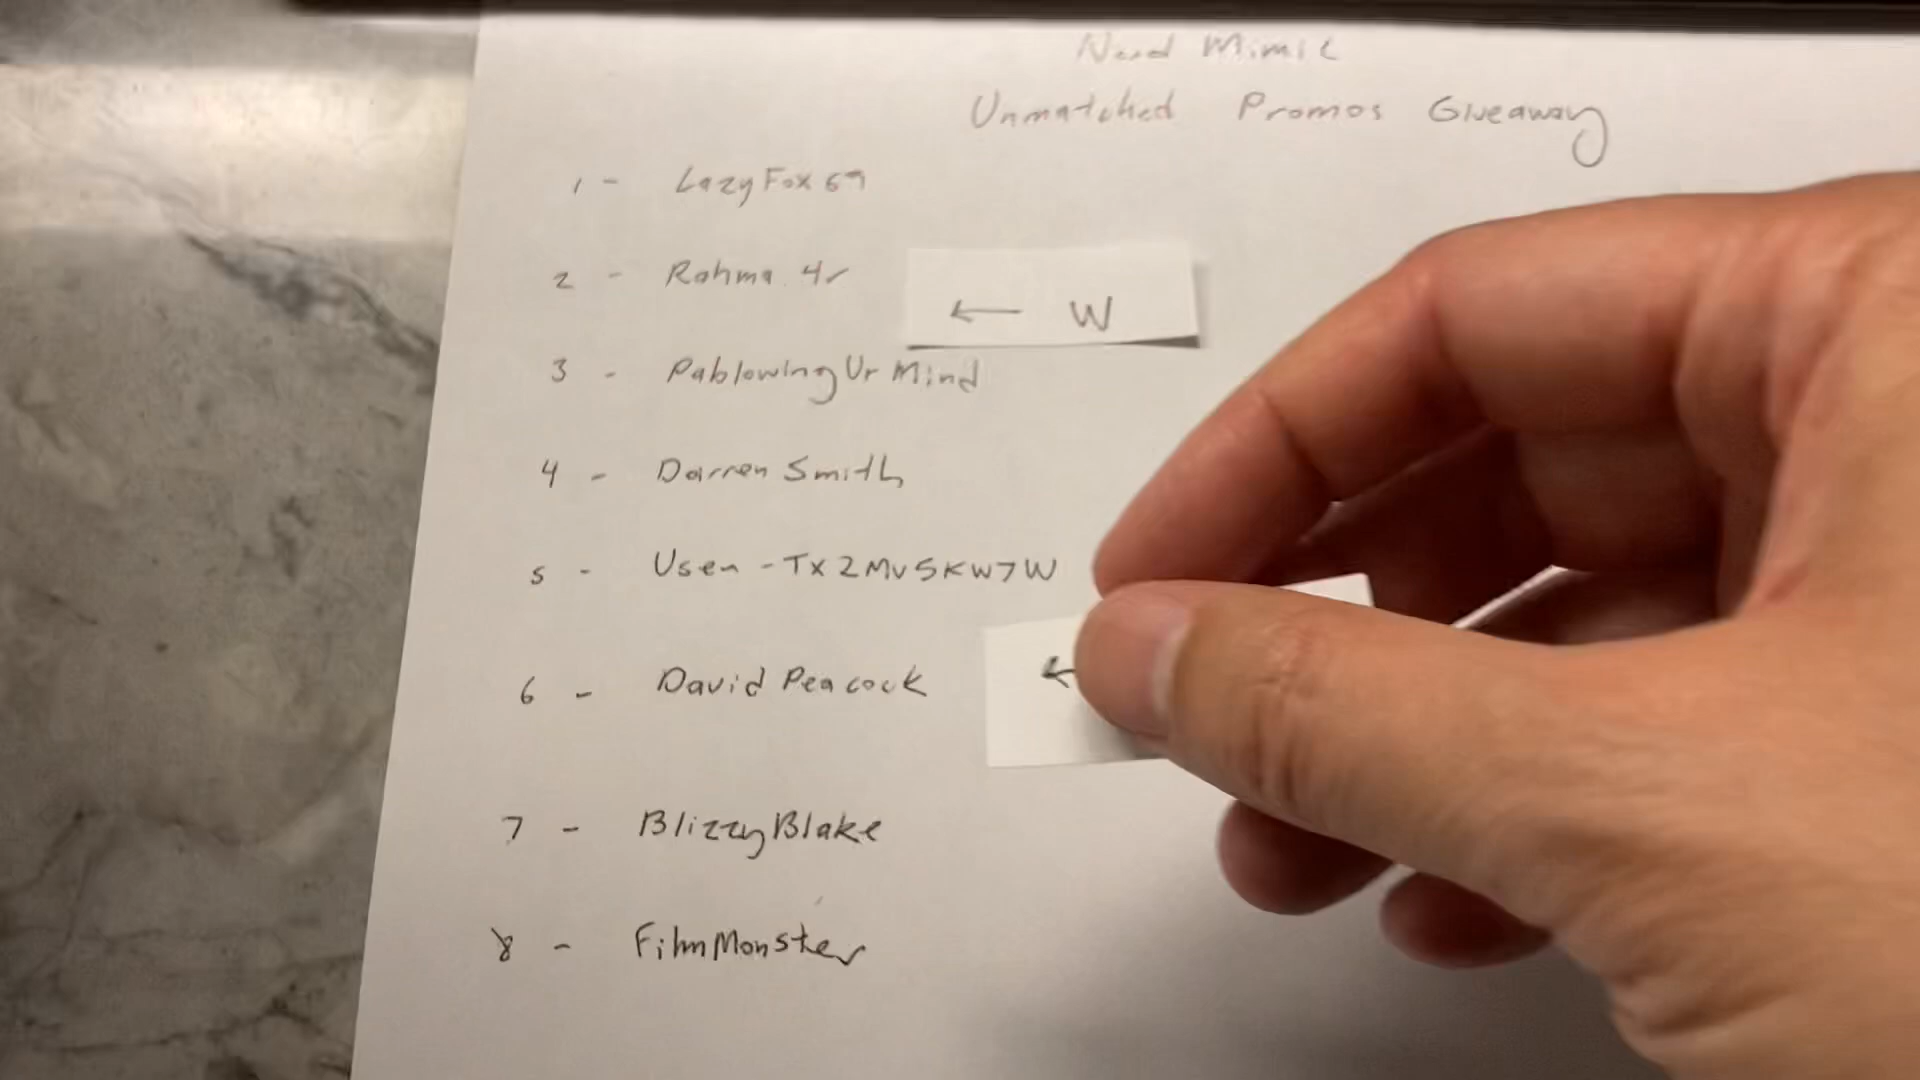 Nerd Mimic
Unmatched Promos Giveaway
1 - LazyFox69
2 - Rahma 4r
← W
3 - PablowingUrMind
4 - Darren Smith
5 - User-TX2MV5KW7W
6 - David Peacock
←
7 - BlizzyBlake
8 - FilmMonster